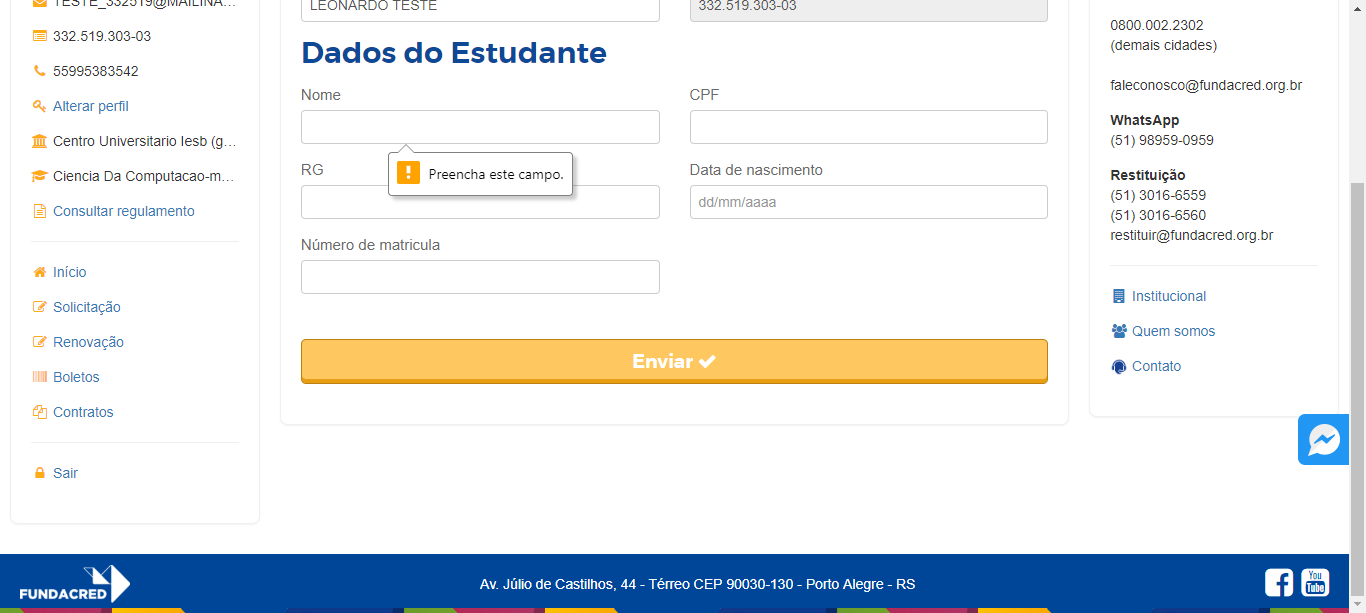 TESTE_332519@MAILINA...
332.519.303-03
55995383542
Alterar perfil
Centro Universitario Iesb (g...
Ciencia Da Computacao-m...
Consultar regulamento
Início
Solicitação
Renovação
Boletos
Contratos
Sair
LEONARDO TESTE
332.519.303-03
Dados do Estudante
Nome
CPF
Preencha este campo.
RG
Data de nascimento
dd/mm/aaaa
Número de matricula
Enviar
0800.002.2302
(demais cidades)
faleconosco@fundacred.org.br
WhatsApp
(51) 98959-0959
Restituição
(51) 3016-6559
(51) 3016-6560
restituir@fundacred.org.br
Institucional
Quem somos
Contato
FUNDACRED
Av. Júlio de Castilhos, 44 - Térreo CEP 90030-130 - Porto Alegre - RS
You
Tube